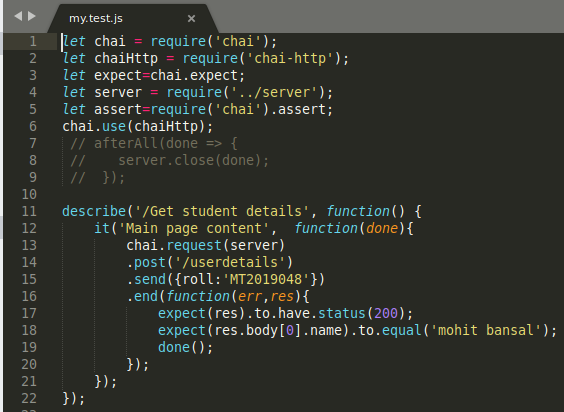 my.test.js ×
1 let chai = require('chai');
2 let chaiHttp = require('chai-http');
3 let expect=chai.expect;
4 let server = require('../server');
5 let assert=require('chai').assert;
6 chai.use(chaiHttp);
7 // afterAll(done => {
8 //    server.close(done);
9 //  });
10
11 describe('/Get student details', function() {
12     it('Main page content',  function(done){
13         chai.request(server)
14         .post('/userdetails')
15         .send({roll:'MT2019048'})
16         .end(function(err,res){
17             expect(res).to.have.status(200);
18             expect(res.body[0].name).to.equal('mohit bansal');
19             done();
20         });
21     });
22 });